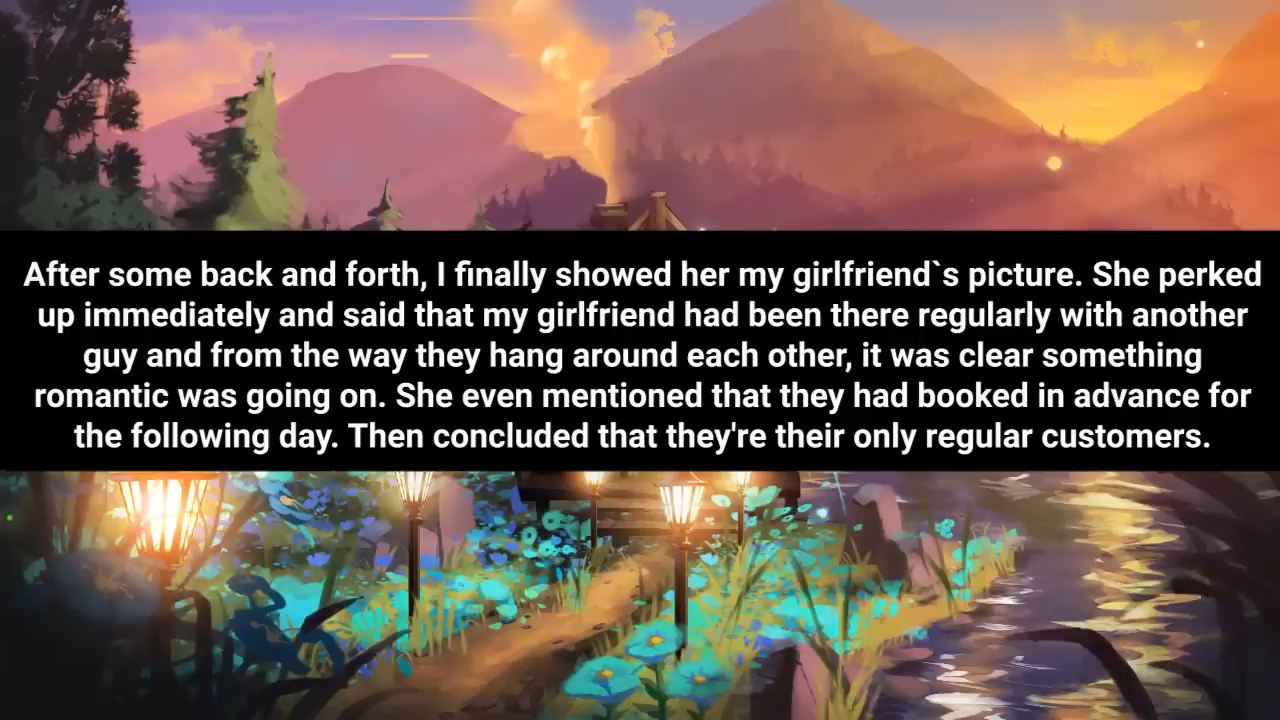 After some back and forth, I finally showed her my girlfriend`s picture. She perked
up immediately and said that my girlfriend had been there regularly with another
guy and from the way they hang around each other, it was clear something
romantic was going on. She even mentioned that they had booked in advance for
the following day. Then concluded that they're their only regular customers.